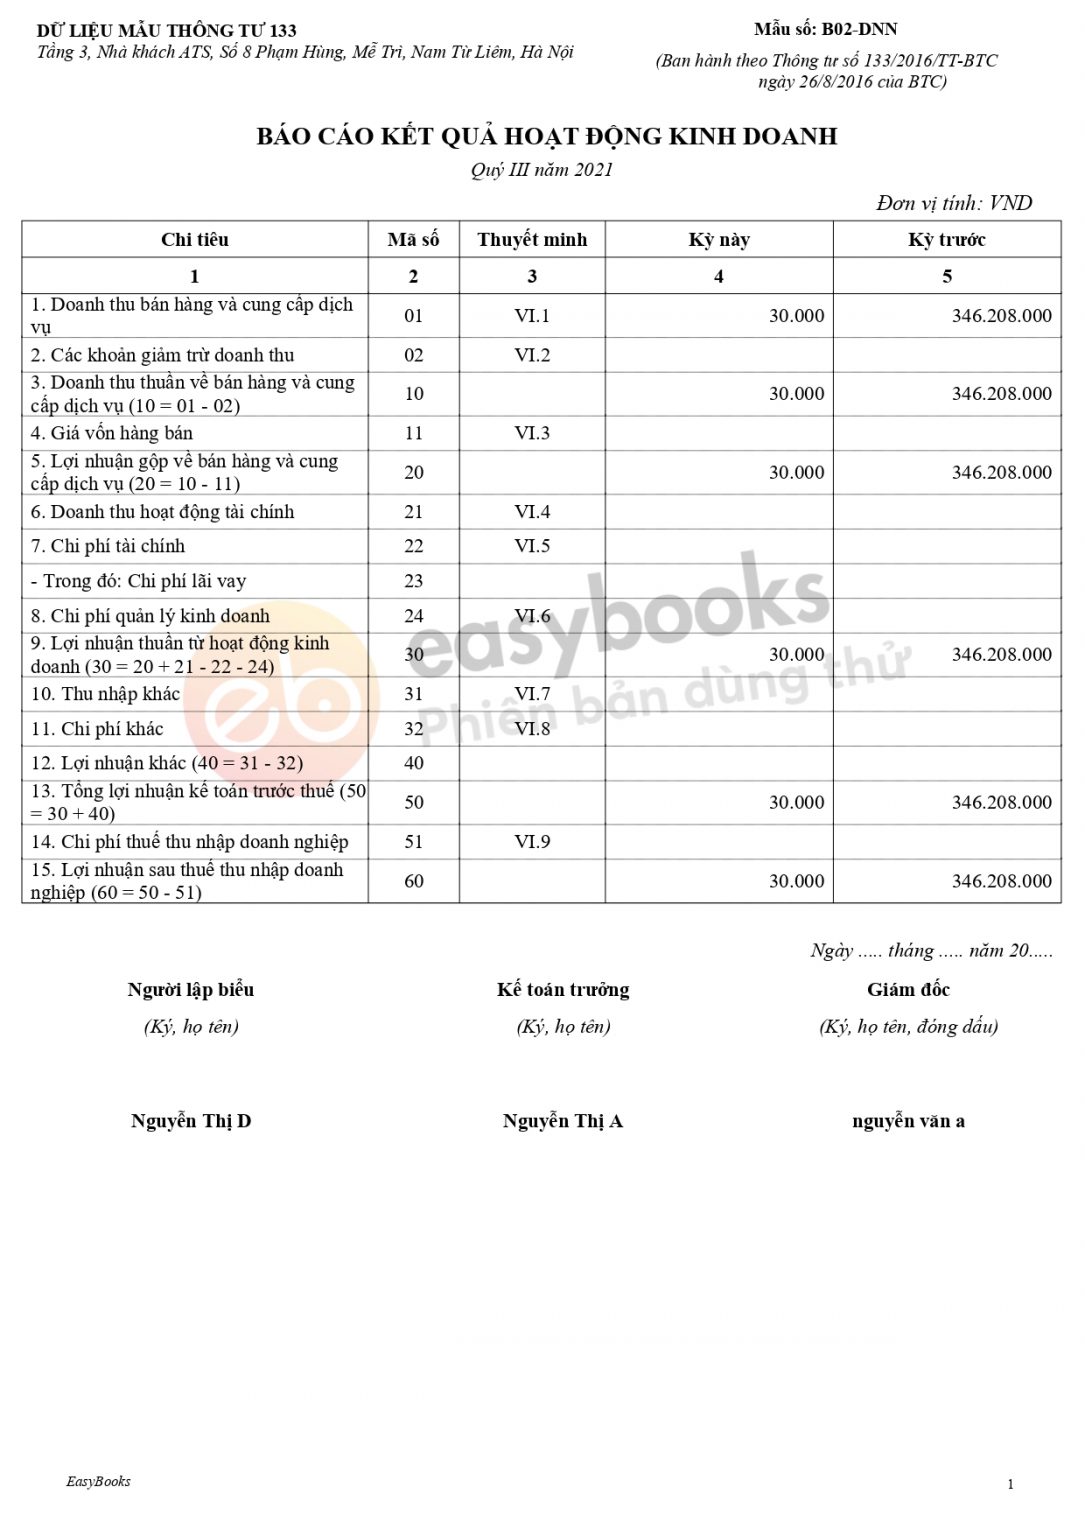 DỮ LIỆU MẪU THÔNG TƯ 133
Tầng 3, Nhà khách ATS, Số 8 Phạm Hùng, Mễ Trì, Nam Từ Liêm, Hà Nội
Mẫu số: B02-DNN
(Ban hành theo Thông tư số 133/2016/TT-BTC
ngày 26/8/2016 của BTC)
BÁO CÁO KẾT QUẢ HOẠT ĐỘNG KINH DOANH
Quý III năm 2021
Đơn vị tính: VND
Chỉ tiêu Mã số Thuyết minh Kỳ này Kỳ trước
1 2 3 4 5
1. Doanh thu bán hàng và cung cấp dịch
vụ 01 VI.1 30.000 346.208.000
2. Các khoản giảm trừ doanh thu 02 VI.2
3. Doanh thu thuần về bán hàng và cung
cấp dịch vụ (10 = 01 - 02) 10 30.000 346.208.000
4. Giá vốn hàng bán 11 VI.3
5. Lợi nhuận gộp về bán hàng và cung
cấp dịch vụ (20 = 10 - 11) 20 30.000 346.208.000
6. Doanh thu hoạt động tài chính 21 VI.4
7. Chi phí tài chính 22 VI.5
- Trong đó: Chi phí lãi vay 23
8. Chi phí quản lý kinh doanh 24 VI.6
9. Lợi nhuận thuần từ hoạt động kinh
doanh (30 = 20 + 21 - 22 - 24) 30 30.000 346.208.000
10. Thu nhập khác 31 VI.7
11. Chi phí khác 32 VI.8
12. Lợi nhuận khác (40 = 31 - 32) 40
13. Tổng lợi nhuận kế toán trước thuế (50
= 30 + 40) 50 30.000 346.208.000
14. Chi phí thuế thu nhập doanh nghiệp 51 VI.9
15. Lợi nhuận sau thuế thu nhập doanh
nghiệp (60 = 50 - 51) 60 30.000 346.208.000
eb easybooks
Phiên bản dùng thử
Ngày ..... tháng ..... năm 20.....
Người lập biểu Kế toán trưởng Giám đốc
(Ký, họ tên) (Ký, họ tên) (Ký, họ tên, đóng dấu)
Nguyễn Thị D Nguyễn Thị A nguyễn văn a
EasyBooks 1